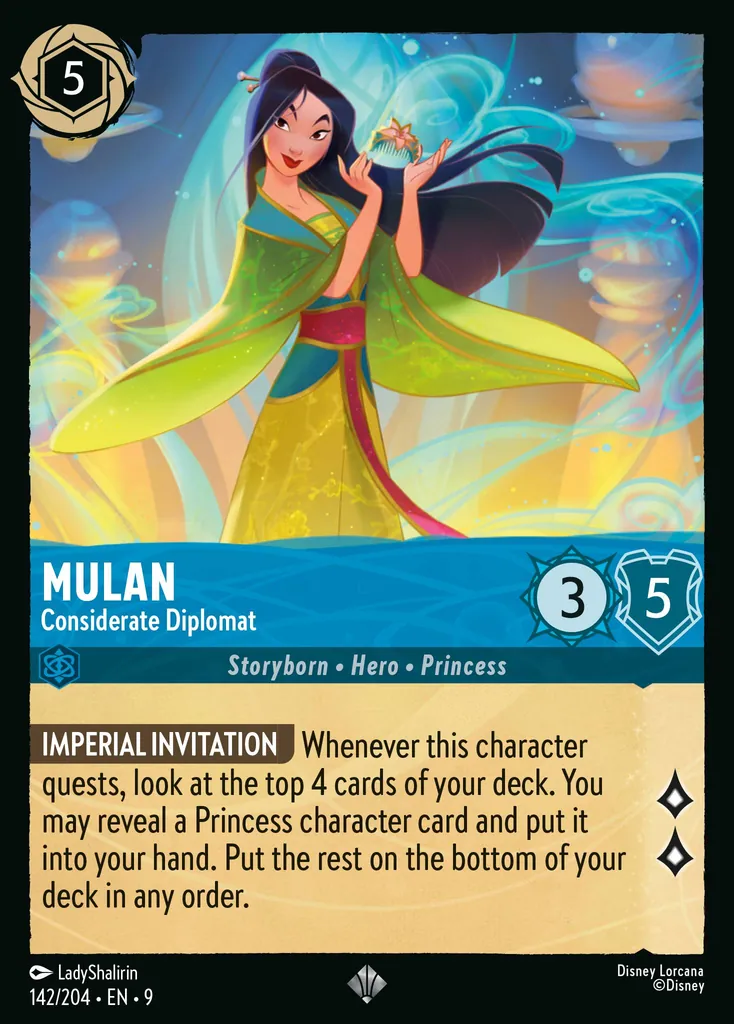 5
MULAN
Considerate Diplomat
3
5
Storyborn • Hero • Princess
IMPERIAL INVITATION Whenever this character
quests, look at the top 4 cards of your deck. You
may reveal a Princess character card and put it
into your hand. Put the rest on the bottom of your
deck in any order.
LadyShalirin
142/204 • EN • 9
Disney Lorcana
©Disney